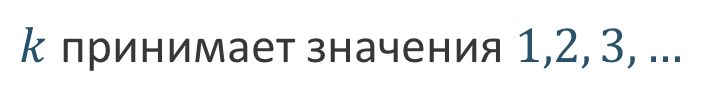 k принимает значения 1,2, 3, …